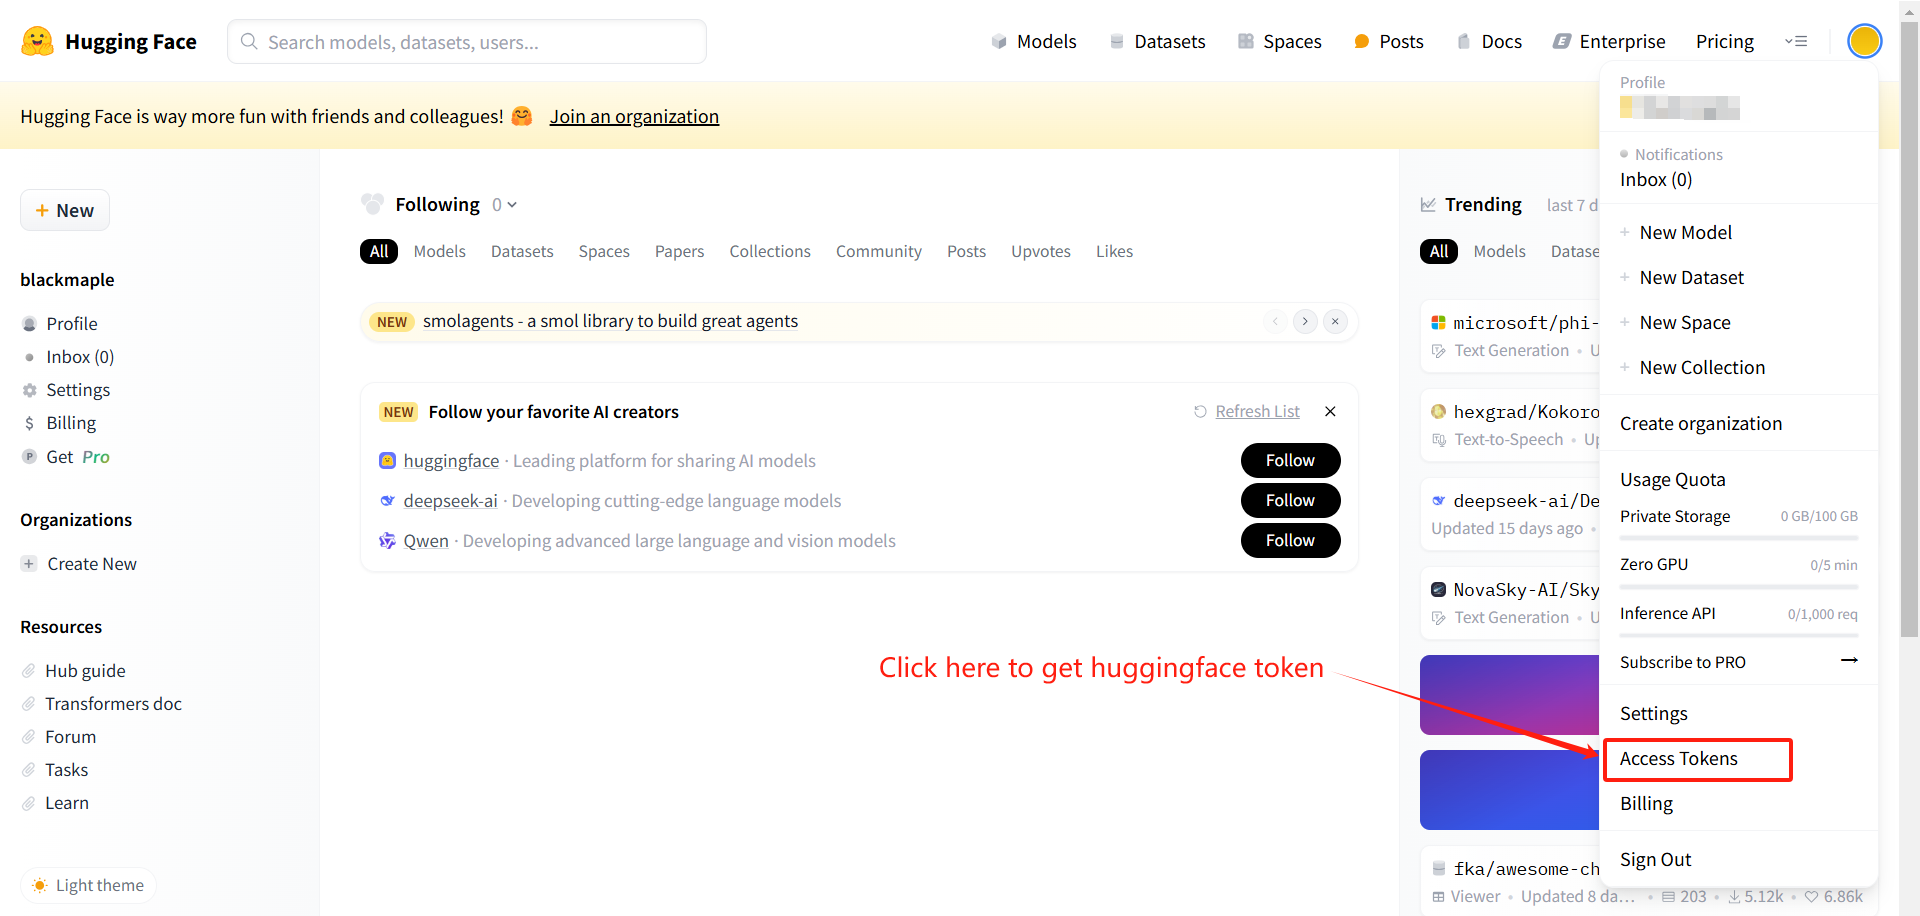 Hugging Face
Search models, datasets, users...
Models
Datasets
Spaces
Posts
Docs
Enterprise
Pricing
Hugging Face is way more fun with friends and colleagues! 🤗 Join an organization
+ New
blackmaple
Profile
Inbox (0)
Settings
Billing
Get Pro
Organizations
Create New
Resources
Hub guide
Transformers doc
Forum
Tasks
Learn
Light theme
Following 0
All Models Datasets Spaces Papers Collections Community Posts Upvotes Likes
NEW smolagents - a smol library to build great agents
NEW Follow your favorite AI creators
Refresh List
huggingface · Leading platform for sharing AI models
Follow
deepseek-ai · Developing cutting-edge language models
Follow
Qwen · Developing advanced large language and vision models
Follow
Click here to get huggingface token
Trending last 7 d
All Models Datase
microsoft/phi-
Text Generation • U
hexgrad/Kokoro
Text-to-Speech • Up
deepseek-ai/De
Updated 15 days ago •
NovaSky-AI/Sky
Text Generation • U
fka/awesome-ch
Viewer • Updated 8 da... • 203 • 5.12k • 6.86k
Profile
Notifications
Inbox (0)
+ New Model
+ New Dataset
+ New Space
+ New Collection
Create organization
Usage Quota
Private Storage 0 GB/100 GB
Zero GPU 0/5 min
Inference API 0/1,000 req
Subscribe to PRO →
Settings
Access Tokens
Billing
Sign Out